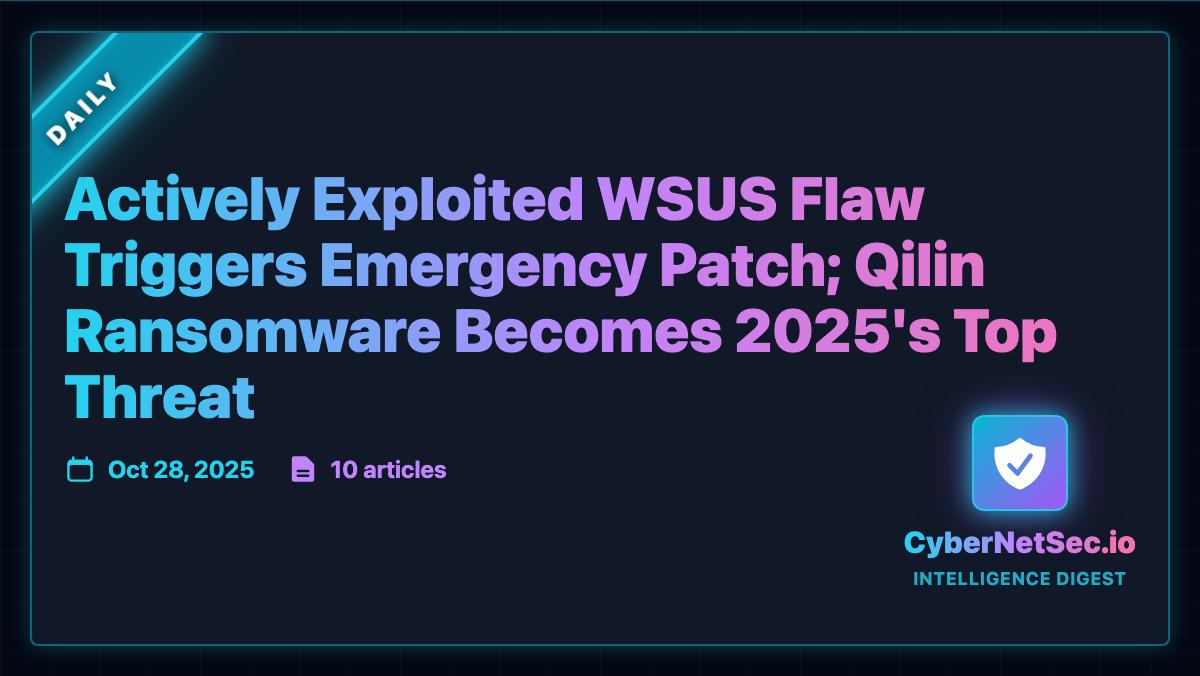 DAILY
Actively Exploited WSUS Flaw
Triggers Emergency Patch; Qilin
Ransomware Becomes 2025's Top
Threat
Oct 28, 2025
10 articles
CyberNetSec.io
INTELLIGENCE DIGEST